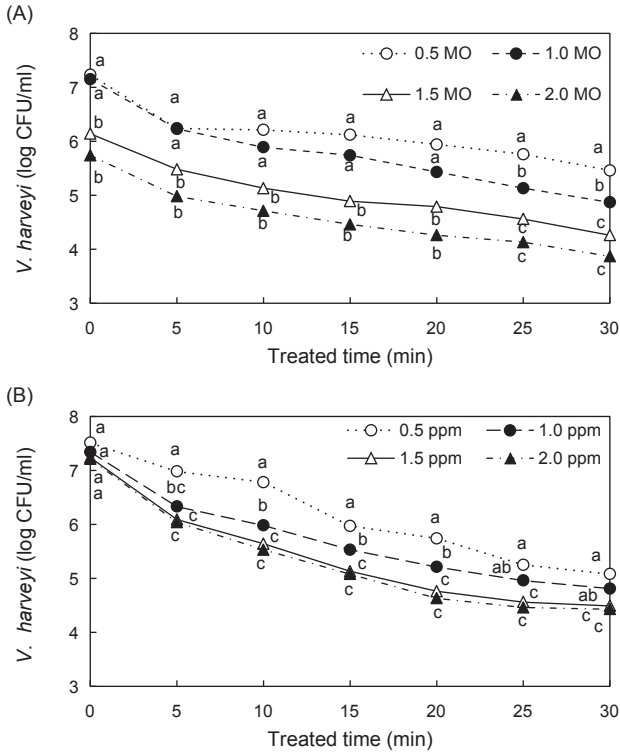 (A)
8
0.5 MO 1.0 MO
a
1.5 MO 2.0 MO
7
a
a a a
b a a
6
a a
a a a
b
b b b
5
b
b b b c c
b b
4
b c
c
3
0 5 10 15 20 25 30
Treated time (min)
V. harveyi (log CFU/ml)
(B)
8
a
0.5 ppm 1.0 ppm
1.5 ppm 2.0 ppm
a a
a
7
a
a
bc
b a
c a
6
c c b
b a
c c
ab a
5
c c
c ab
c c
c c
4
3
0 5 10 15 20 25 30
Treated time (min)
V. harveyi (log CFU/ml)